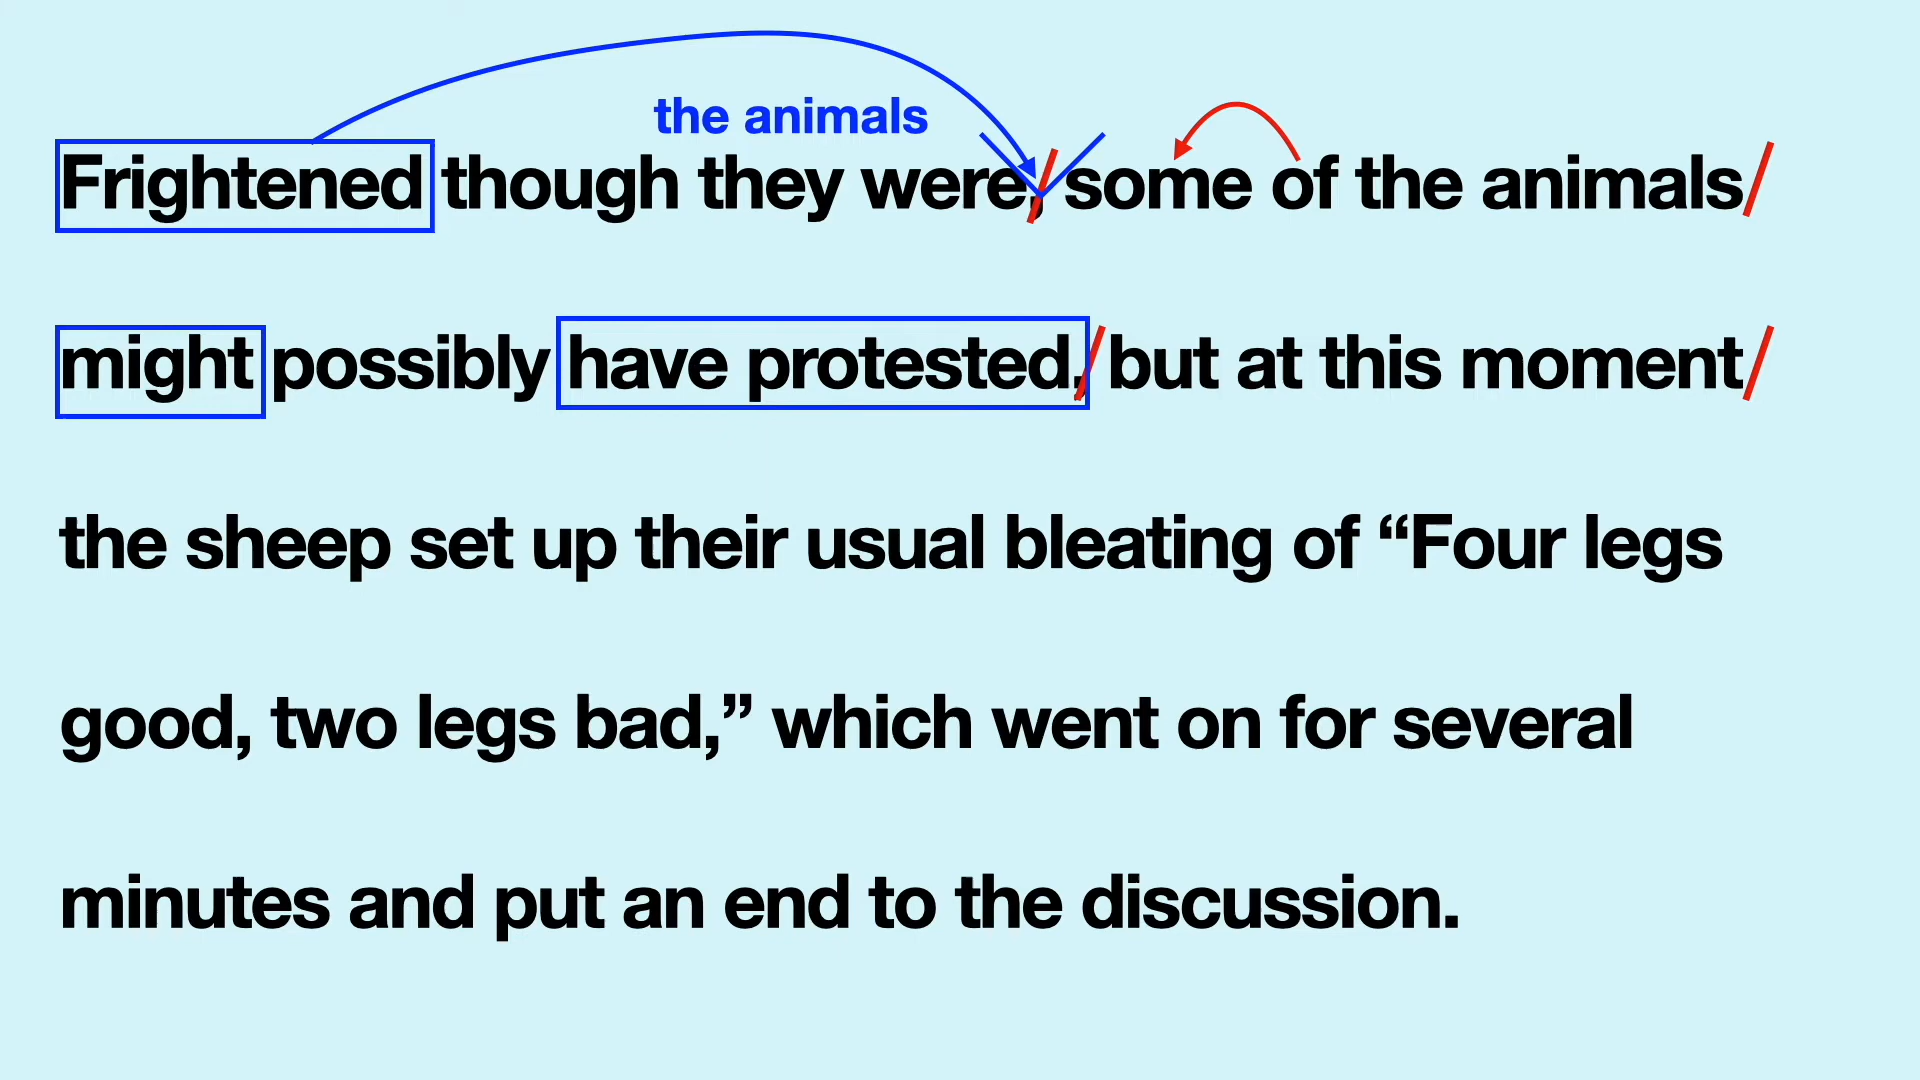 the animals
Frightened though they were, some of the animals
might possibly have protested, but at this moment
the sheep set up their usual bleating of “Four legs
good, two legs bad,” which went on for several
minutes and put an end to the discussion.